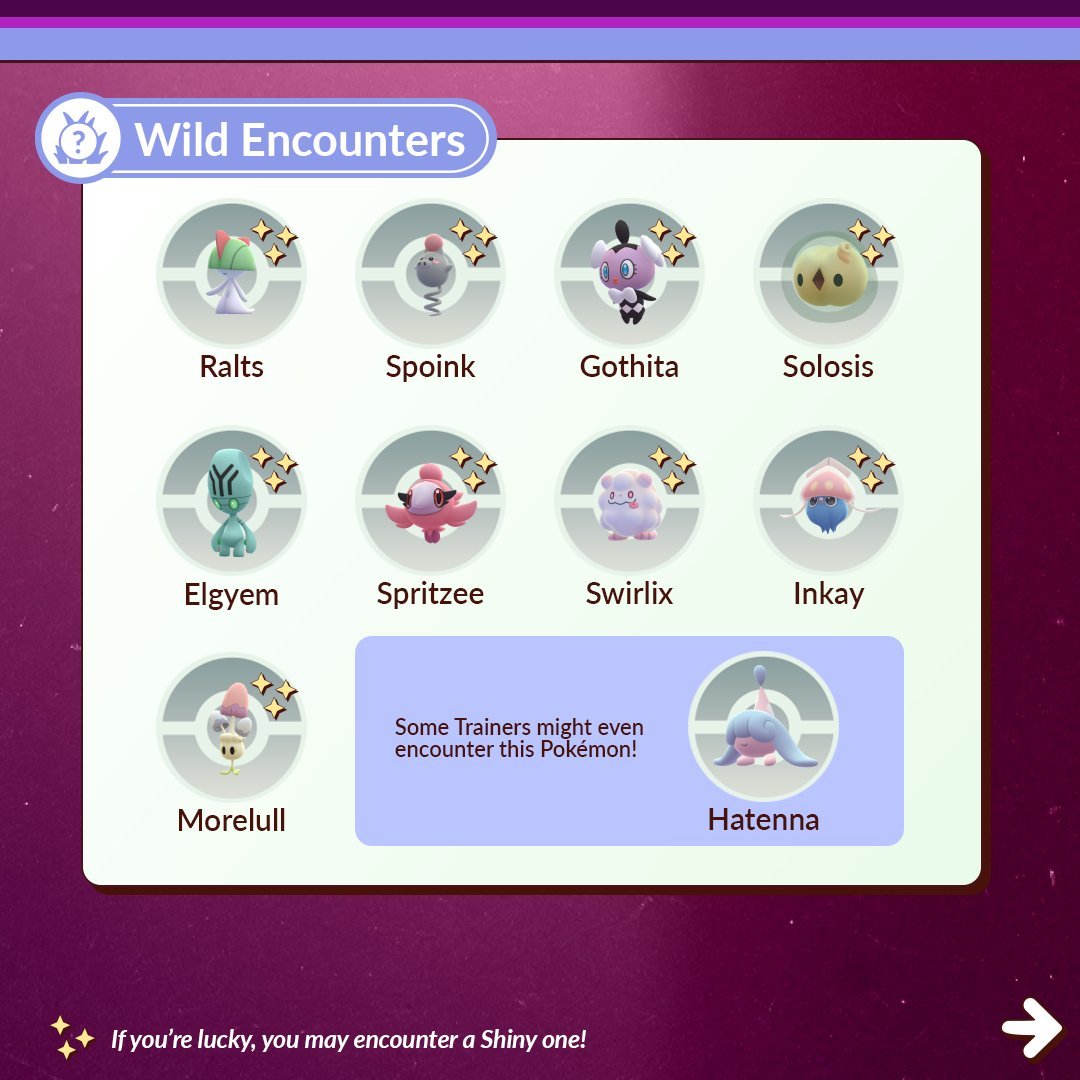 ?
Wild Encounters
Ralts
Spoink
Gothita
Solosis
Elgyem
Spritzee
Swirlix
Inkay
Morelull
Some Trainers might even
encounter this Pokémon!
Hatenna
If you're lucky, you may encounter a Shiny one!